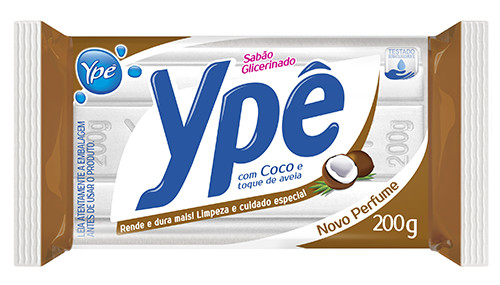 Ypê
Sabão
Glicerinado
TESTADO
Ypê
com Coco e
toque de aveia
LEIA ATENTAMENTE A EMBALAGEM
ANTES DE USAR O PRODUTO.
200g
200g
Rende e dura mais! Limpeza e cuidado especial
Novo Perfume
200g